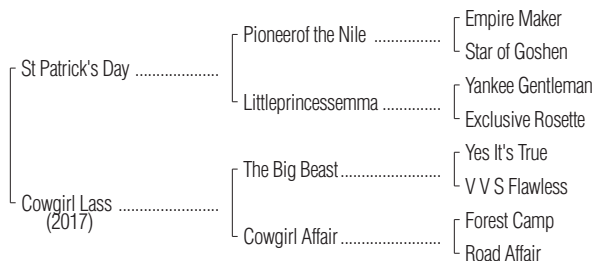 St Patrick's Day ....................
Pioneerof the Nile ................
Empire Maker
Star of Goshen
Littleprincessemma ..............
Yankee Gentleman
Exclusive Rosette
Cowgirl Lass ........................
(2017)
The Big Beast........................
Yes It's True
V V S Flawless
Cowgirl Affair........................
Forest Camp
Road Affair